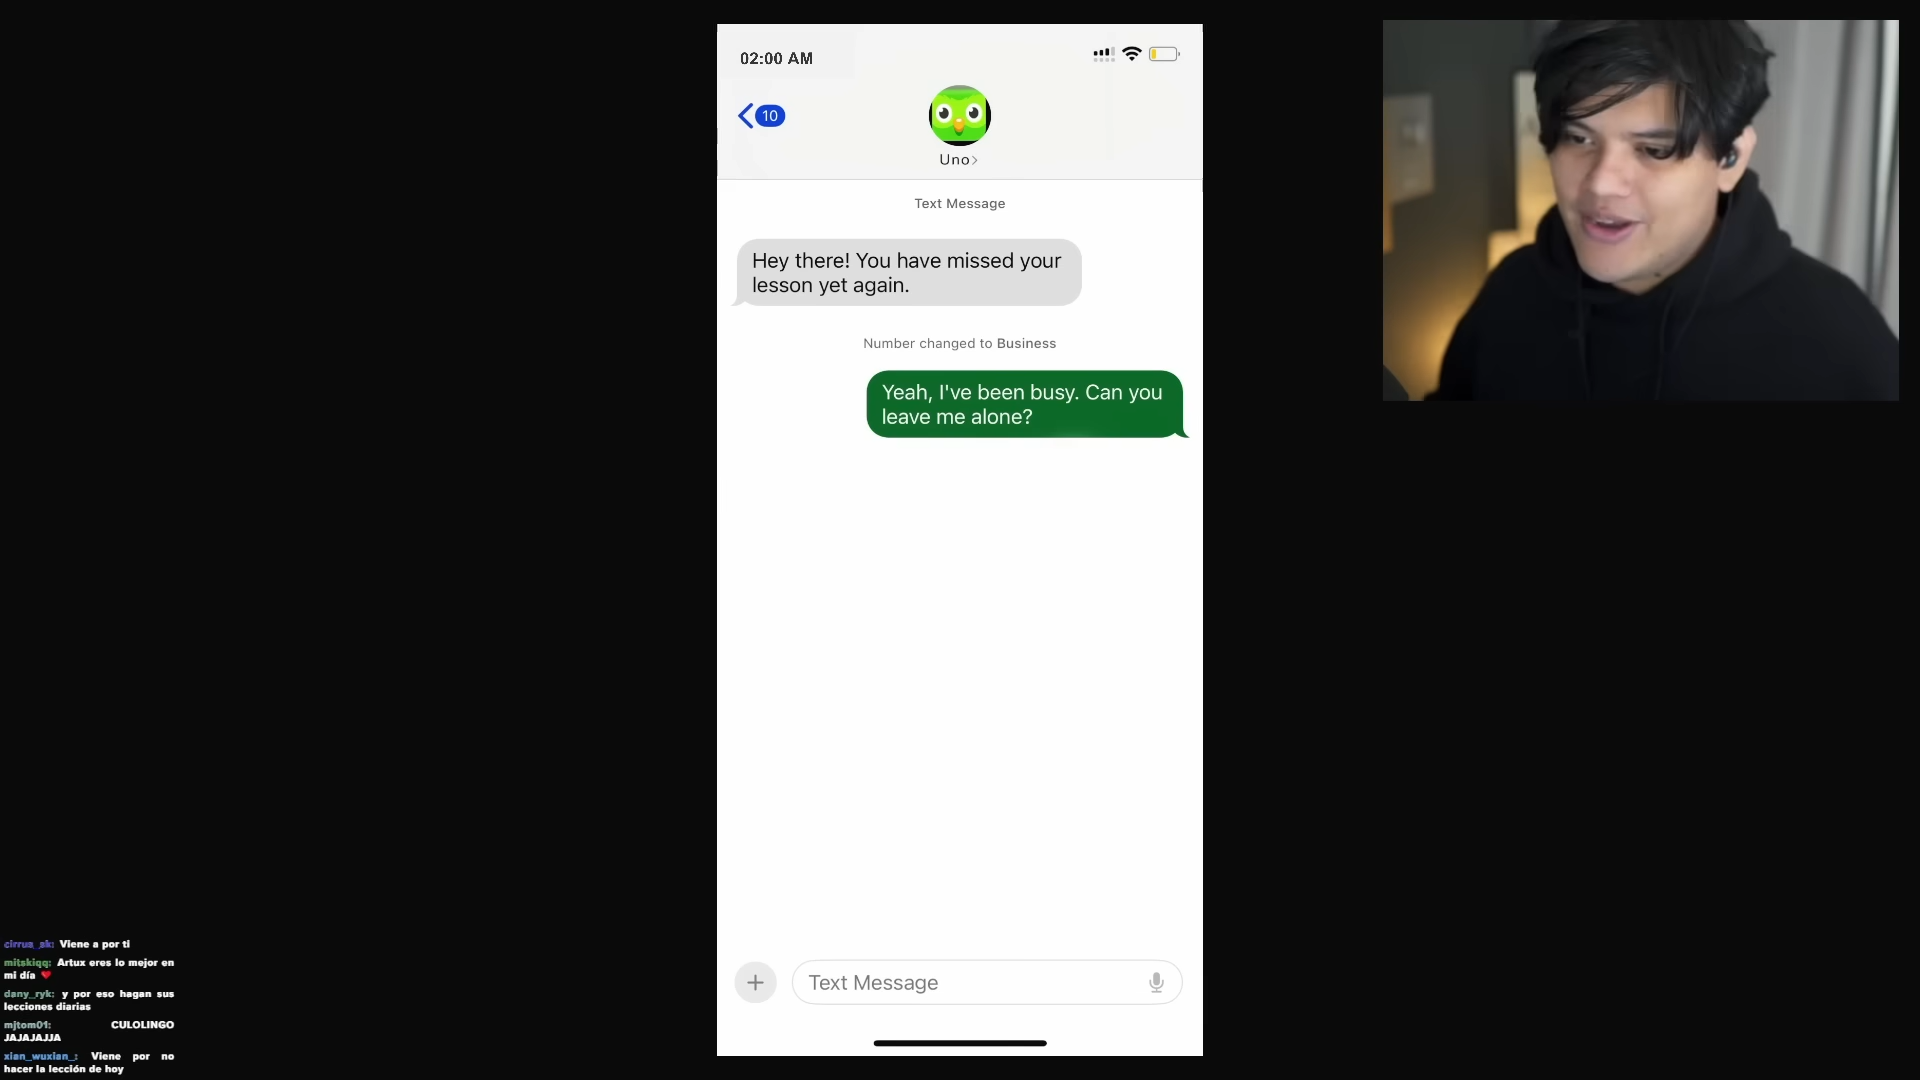 02:00 AM
10
Uno
Text Message
Hey there! You have missed your
lesson yet again.
Number changed to Business
Yeah, I've been busy. Can you
leave me alone?
Text Message
cirrus_sk: Viene a por ti
mitskiqq: Artux eres lo mejor en
mi día
dany_ryk: y por eso hagan sus
lecciones diarias
mjtom01: CULOLINGO
JAJAJAJJA
xian_wuxian_: Viene por no
hacer la lección de hoy